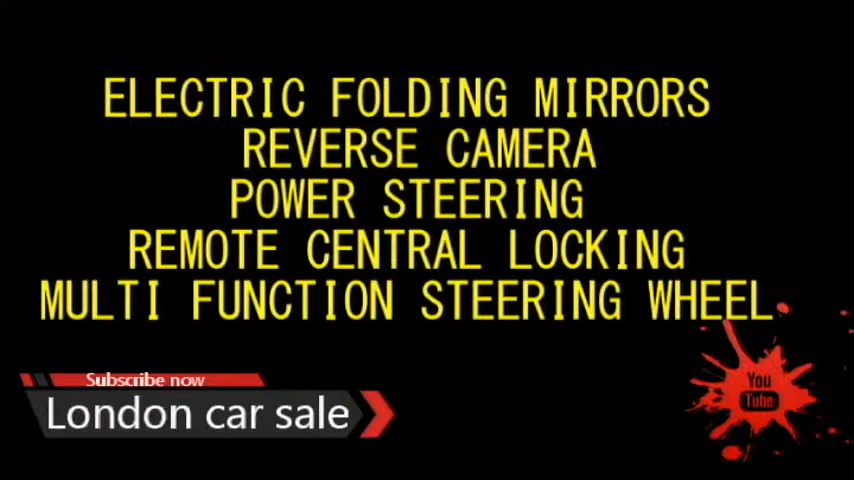 ELECTRIC FOLDING MIRRORS
REVERSE CAMERA
POWER STEERING
REMOTE CENTRAL LOCKING
MULTI FUNCTION STEERING WHEEL
Subscribe now
London car sale
You
Tube